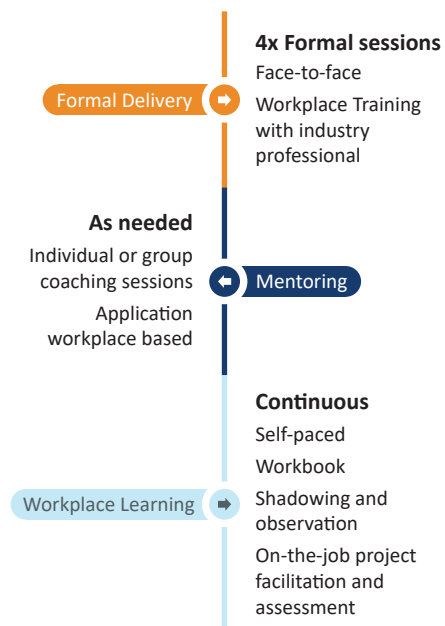 4x Formal sessions
Face-to-face
Formal Delivery
Workplace Training
with industry
professional
As needed
Individual or group
coaching sessions
Mentoring
Application
workplace based
Continuous
Self-paced
Workbook
Workplace Learning
Shadowing and
observation
On-the-job project
facilitation and
assessment